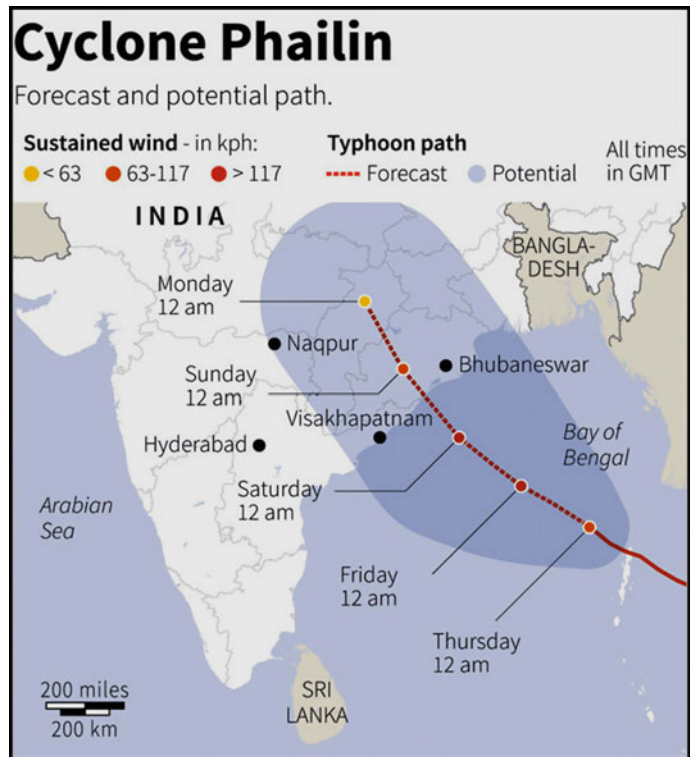 Cyclone Phailin
Forecast and potential path.
Sustained wind - in kph:
< 63
63-117
> 117
Typhoon path
Forecast
Potential
All times
in GMT
INDIA
BANGLA-
DESH
Monday
12 am
Naqpur
Bhubaneswar
Sunday
12 am
Visakhapatnam
Hyderabad
Bay of
Bengal
Saturday
12 am
Arabian
Sea
Friday
12 am
Thursday
12 am
SRI
LANKA
200 miles
200 km